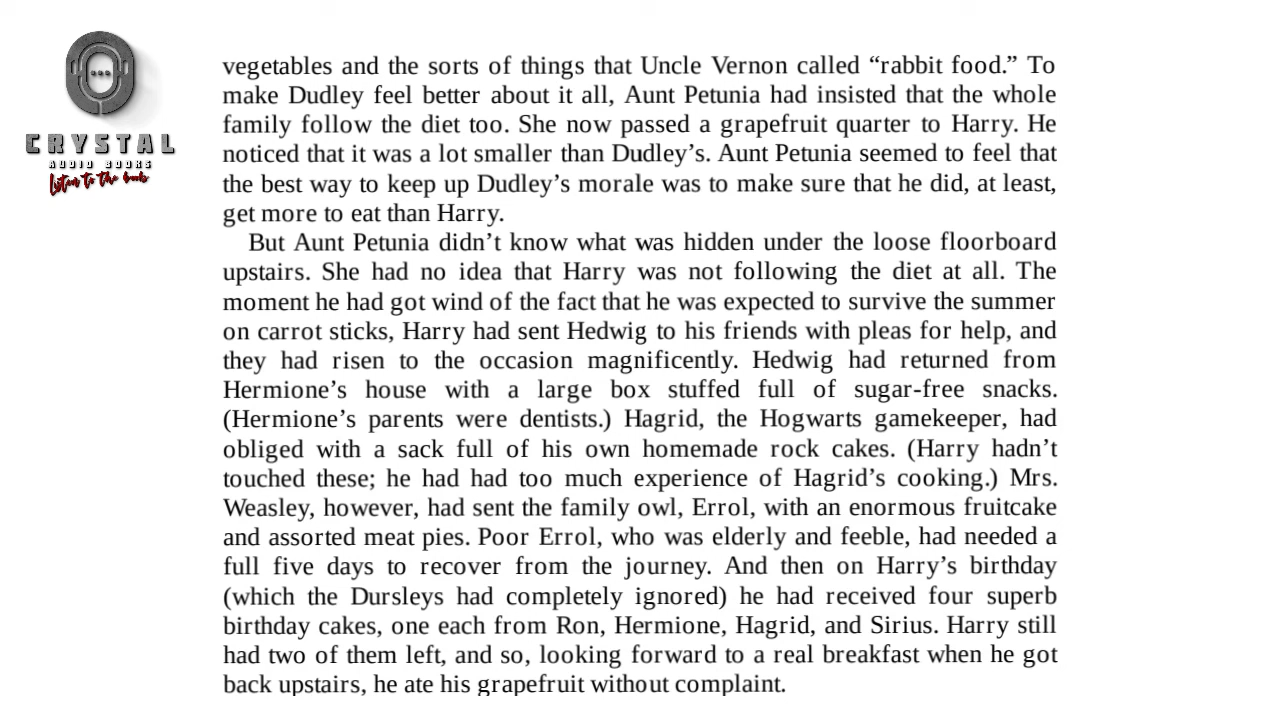 CRYSTAL
AUDIO BOOKS
Listen to the book
vegetables and the sorts of things that Uncle Vernon called “rabbit food.” To
make Dudley feel better about it all, Aunt Petunia had insisted that the whole
family follow the diet too. She now passed a grapefruit quarter to Harry. He
noticed that it was a lot smaller than Dudley’s. Aunt Petunia seemed to feel that
the best way to keep up Dudley’s morale was to make sure that he did, at least,
get more to eat than Harry.
But Aunt Petunia didn’t know what was hidden under the loose floorboard
upstairs. She had no idea that Harry was not following the diet at all. The
moment he had got wind of the fact that he was expected to survive the summer
on carrot sticks, Harry had sent Hedwig to his friends with pleas for help, and
they had risen to the occasion magnificently. Hedwig had returned from
Hermione’s house with a large box stuffed full of sugar-free snacks.
(Hermione’s parents were dentists.) Hagrid, the Hogwarts gamekeeper, had
obliged with a sack full of his own homemade rock cakes. (Harry hadn’t
touched these; he had had too much experience of Hagrid’s cooking.) Mrs.
Weasley, however, had sent the family owl, Errol, with an enormous fruitcake
and assorted meat pies. Poor Errol, who was elderly and feeble, had needed a
full five days to recover from the journey. And then on Harry’s birthday
(which the Dursleys had completely ignored) he had received four superb
birthday cakes, one each from Ron, Hermione, Hagrid, and Sirius. Harry still
had two of them left, and so, looking forward to a real breakfast when he got
back upstairs, he ate his grapefruit without complaint.